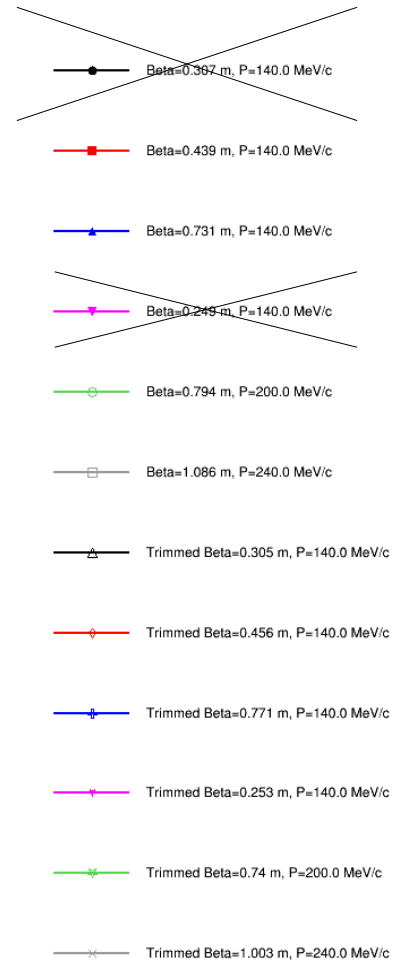 Beta=0.307 m, P=140.0 MeV/c
Beta=0.439 m, P=140.0 MeV/c
Beta=0.731 m, P=140.0 MeV/c
Beta=0.249 m, P=140.0 MeV/c
Beta=0.794 m, P=200.0 MeV/c
Beta=1.086 m, P=240.0 MeV/c
Trimmed Beta=0.305 m, P=140.0 MeV/c
Trimmed Beta=0.456 m, P=140.0 MeV/c
Trimmed Beta=0.771 m, P=140.0 MeV/c
Trimmed Beta=0.253 m, P=140.0 MeV/c
Trimmed Beta=0.74 m, P=200.0 MeV/c
Trimmed Beta=1.003 m, P=240.0 MeV/c